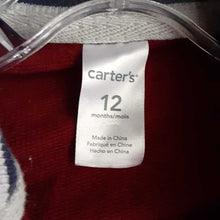 carter's
12
months/mois
Made in China
Fabriqué en Chine
Hecho en China